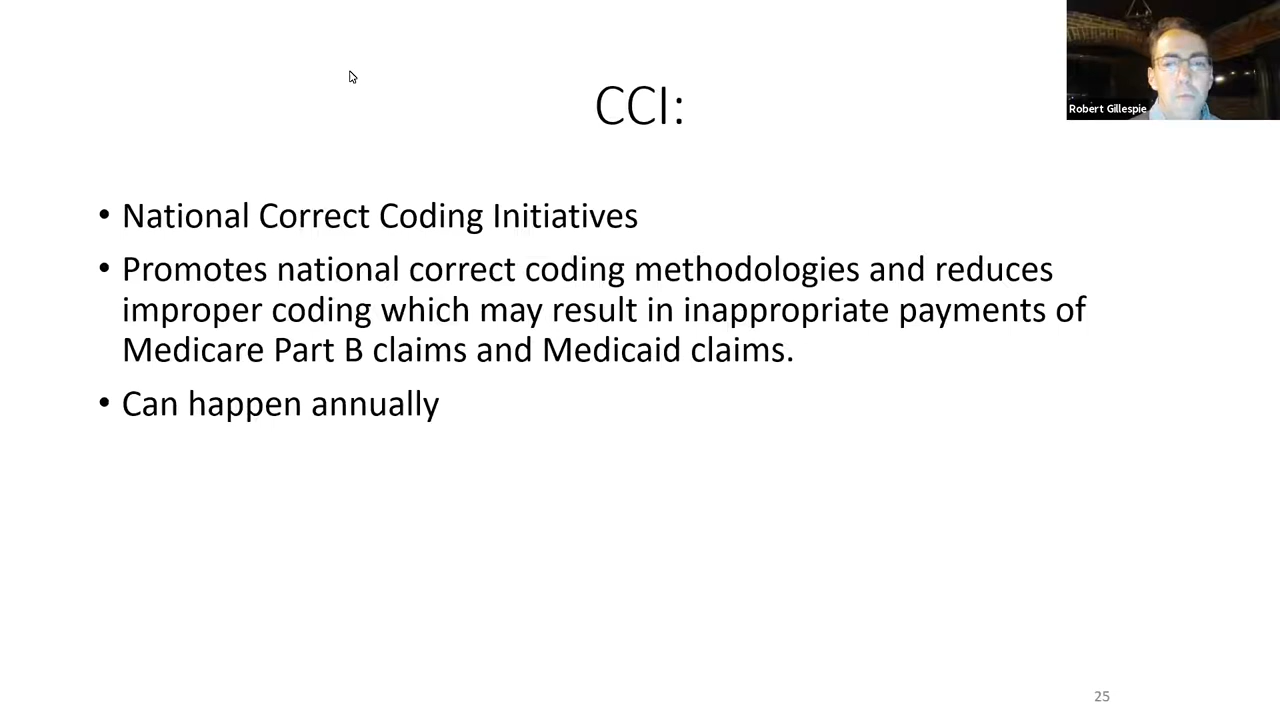 CCI:
Robert Gillespie
• National Correct Coding Initiatives
• Promotes national correct coding methodologies and reduces
improper coding which may result in inappropriate payments of
Medicare Part B claims and Medicaid claims.
• Can happen annually
25